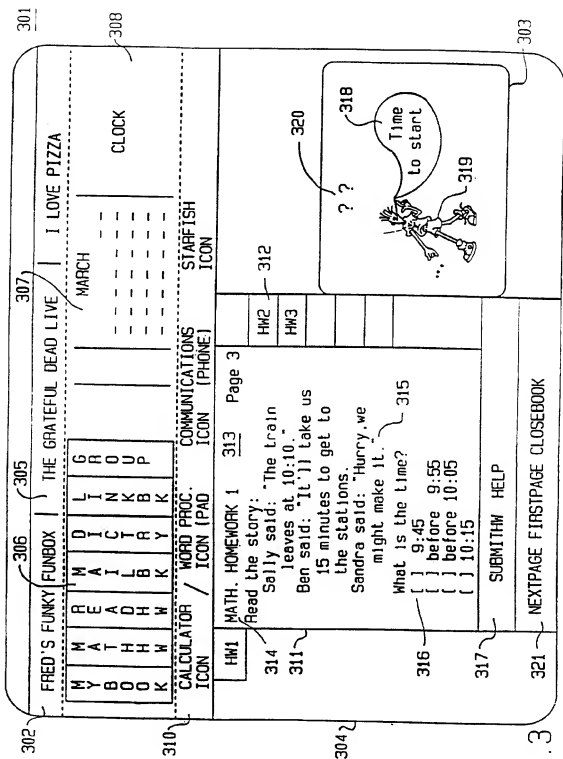 301
308
302
FRED'S FUNKY FUNBOX | THE GRATEFUL DEAD LIVE | I LOVE PIZZA
305
306
307
M M R M D L G
Y A E A I I R
B T A I C N O
O H D L T K U
O H H B R B P
K W W K Y K
MARCH
CLOCK
310
CALCULATOR / WORD PROC. COMMUNICATIONS STARFISH
ICON ICON (PAD ICON (PHONE) ICON
HW1
MATH. HOMEWORK 1 313 Page 3
314
Read the story:
Sally said: "The train
leaves at 10:10."
311
Ben said: "It'll take us
15 minutes to get to
the stations.
Sandra said: "Hurry,we
might make it."
315
What is the time?
316
[ ] 9:45
[ ] before 9:55
[ ] before 10:05
[ ] 10:15
304
312
HW2
HW3
320
? ?
318
Time
to start
319
...
303
317
SUBMITHW HELP
321
NEXTPAGE FIRSTPAGE CLOSEBOOK
.3